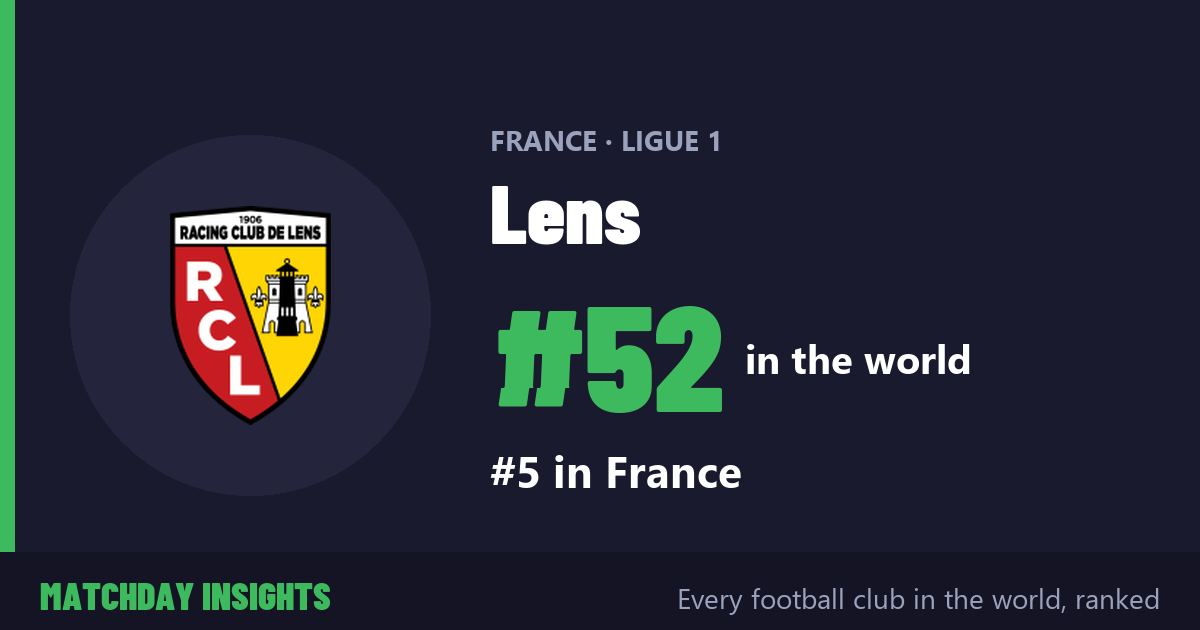 1906
RACING CLUB DE LENS
R
C
L
FRANCE · LIGUE 1
Lens
#52 in the world
#5 in France
MATCHDAY INSIGHTS
Every football club in the world, ranked